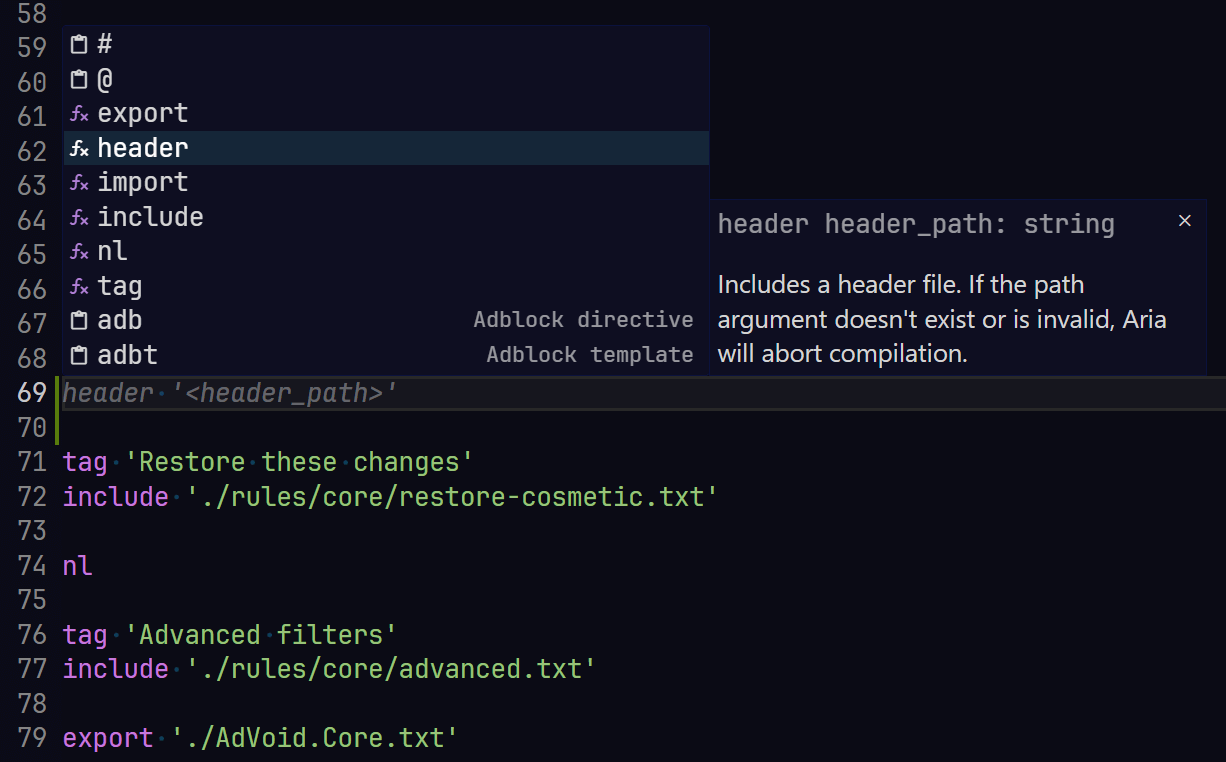 58
59 #
60 @
61 export
62 header
63 import
64 include
header header_path: string ×
65 nl
66 tag
Includes a header file. If the path
67 adb Adblock directive
argument doesn't exist or is invalid, Aria
68 adbt Adblock template
will abort compilation.
69 header '<header_path>'
70
71 tag 'Restore these changes'
72 include './rules/core/restore-cosmetic.txt'
73
74 nl
75
76 tag 'Advanced filters'
77 include './rules/core/advanced.txt'
78
79 export './AdVoid.Core.txt'